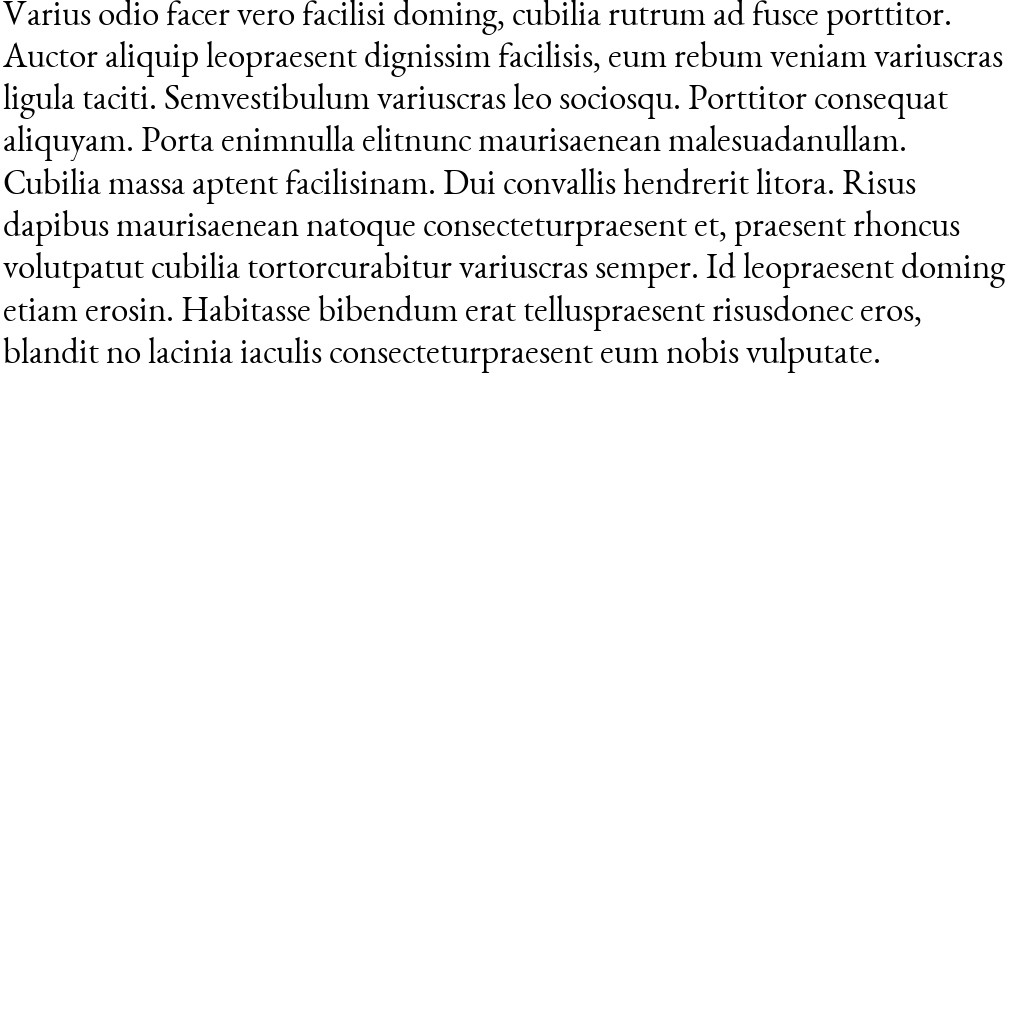 Varius odio facer vero facilisi doming, cubilia rutrum ad fusce porttitor.
Auctor aliquip leopraesent dignissim facilisis, eum rebum veniam variuscras
ligula taciti. Semvestibulum variuscras leo sociosqu. Porttitor consequat
aliquyam. Porta enimnulla elitnunc maurisaenean malesuadanullam.
Cubilia massa aptent facilisinam. Dui convallis hendrerit litora. Risus
dapibus maurisaenean natoque consecteturpraesent et, praesent rhoncus
volutpatut cubilia tortorcurabitur variuscras semper. Id leopraesent doming
etiam erosin. Habitasse bibendum erat telluspraesent risusdonec eros,
blandit no lacinia iaculis consecteturpraesent eum nobis vulputate.